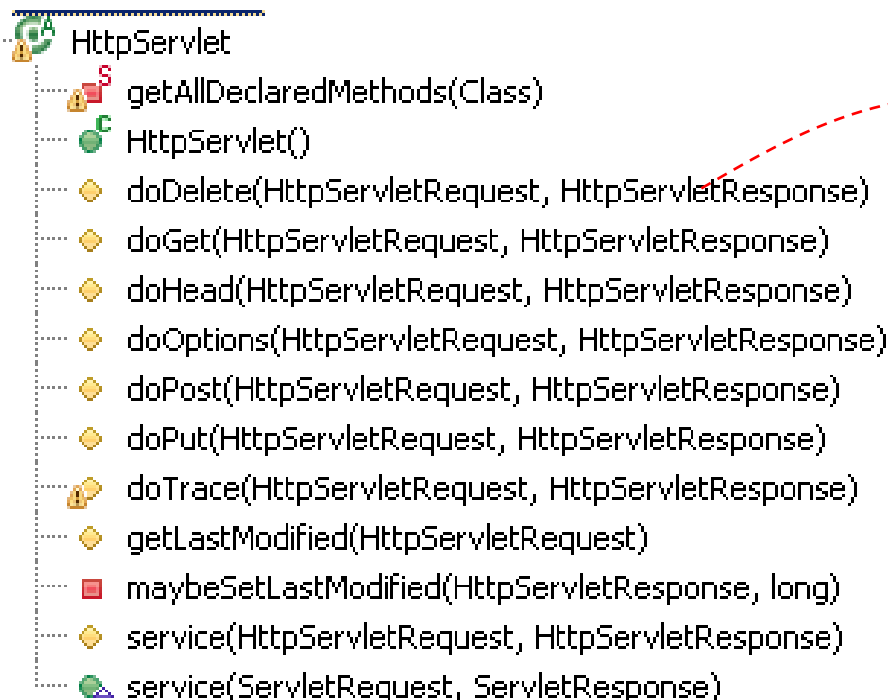 A
HttpServlet
S
getAllDeclaredMethods(Class)
C
HttpServlet()
doDelete(HttpServletRequest, HttpServletResponse)
doGet(HttpServletRequest, HttpServletResponse)
doHead(HttpServletRequest, HttpServletResponse)
doOptions(HttpServletRequest, HttpServletResponse)
doPost(HttpServletRequest, HttpServletResponse)
doPut(HttpServletRequest, HttpServletResponse)
doTrace(HttpServletRequest, HttpServletResponse)
getLastModified(HttpServletRequest)
maybeSetLastModified(HttpServletResponse, long)
service(HttpServletRequest, HttpServletResponse)
service(ServletRequest, ServletResponse)